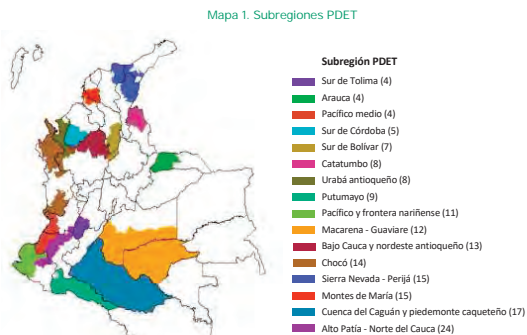 Mapa 1. Subregiones PDET
Subregión PDET
Sur de Tolima (4)
Arauca (4)
Pacífico medio (4)
Sur de Córdoba (5)
Sur de Bolívar (7)
Catatumbo (8)
Urabá antioqueño (8)
Putumayo (9)
Pacífico y frontera nariñense (11)
Macarena - Guaviare (12)
Bajo Cauca y nordeste antioqueño (13)
Chocó (14)
Sierra Nevada - Perijá (15)
Montes de María (15)
Cuenca del Caguán y piedemonte caqueteño (17)
Alto Patía - Norte del Cauca (24)